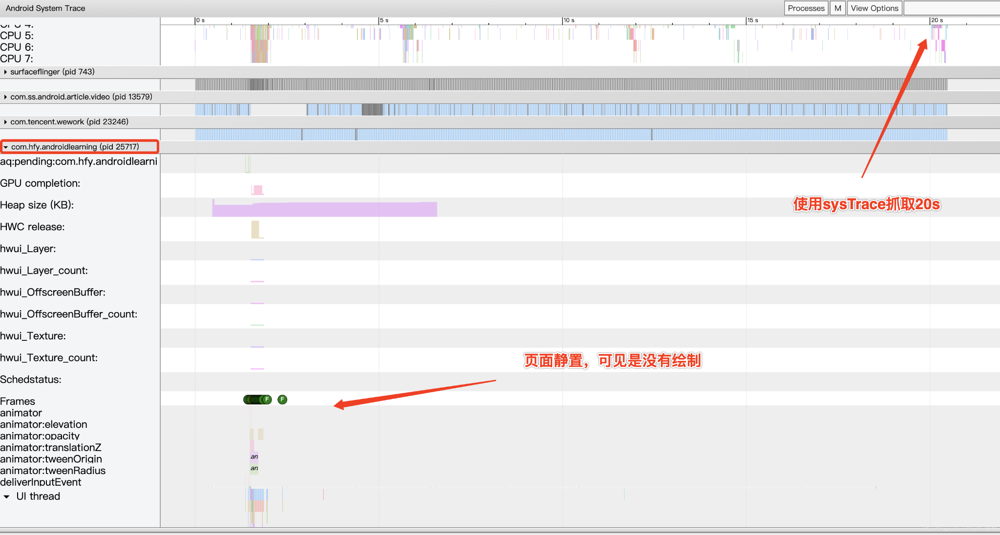 Android System Trace
Processes M View Options
0 s 5 s 10 s 15 s 20 s
CPU 4:
CPU 5:
CPU 6:
CPU 7:
surfaceflinger (pid 743)
com.ss.android.article.video (pid 13579)
com.tencent.wework (pid 23246)
com.hfy.androidlearning (pid 25717)
aq:pending:com.hfy.androidlearni
GPU completion:
Heap size (KB):
使用sysTrace抓取20s
HWC release:
hwui_Layer:
hwui_Layer_count:
hwui_OffscreenBuffer:
hwui_OffscreenBuffer_count:
hwui_Texture:
hwui_Texture_count:
页面静置，可见是没有绘制
Schedstatus:
Frames
F F
animator
animator:elevation
animator:opacity
animator:translationZ
animator:tweenOrigin
an
animator:tweenRadius
an
deliverInputEvent
UI thread